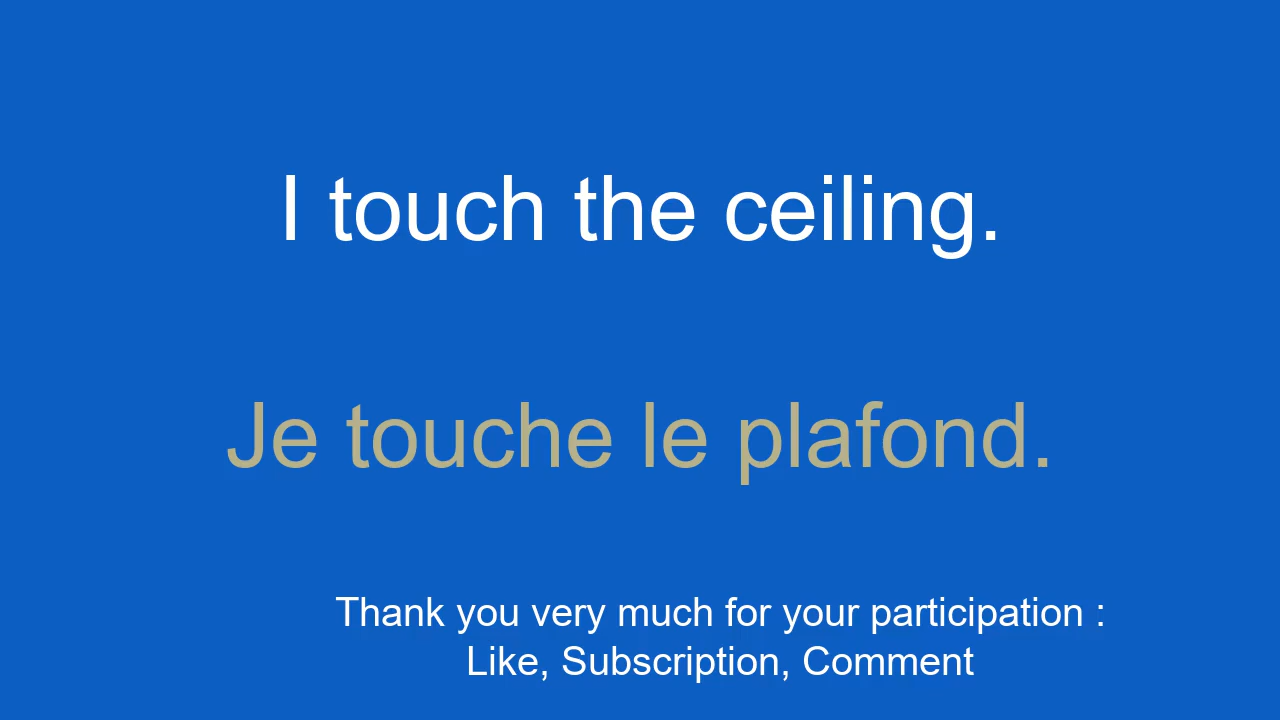 I touch the ceiling.
Je touche le plafond.
Thank you very much for your participation :
Like, Subscription, Comment